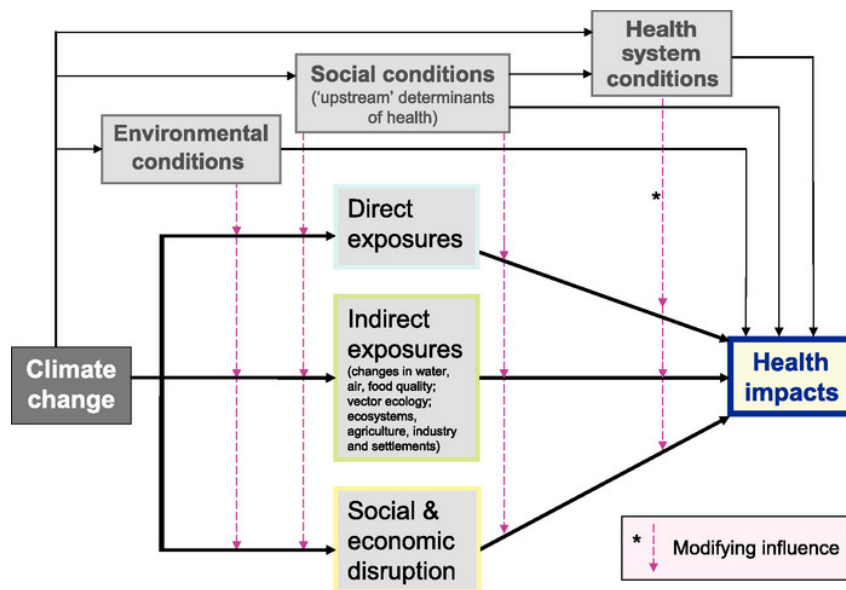 Health
system
conditions
Social conditions
('upstream' determinants
of health)
Environmental
conditions
*
Direct
exposures
Indirect
exposures
(changes in water,
air, food quality;
vector ecology;
ecosystems,
agriculture, industry
and settlements)
Climate
change
Health
impacts
Social &
economic
disruption
* Modifying influence